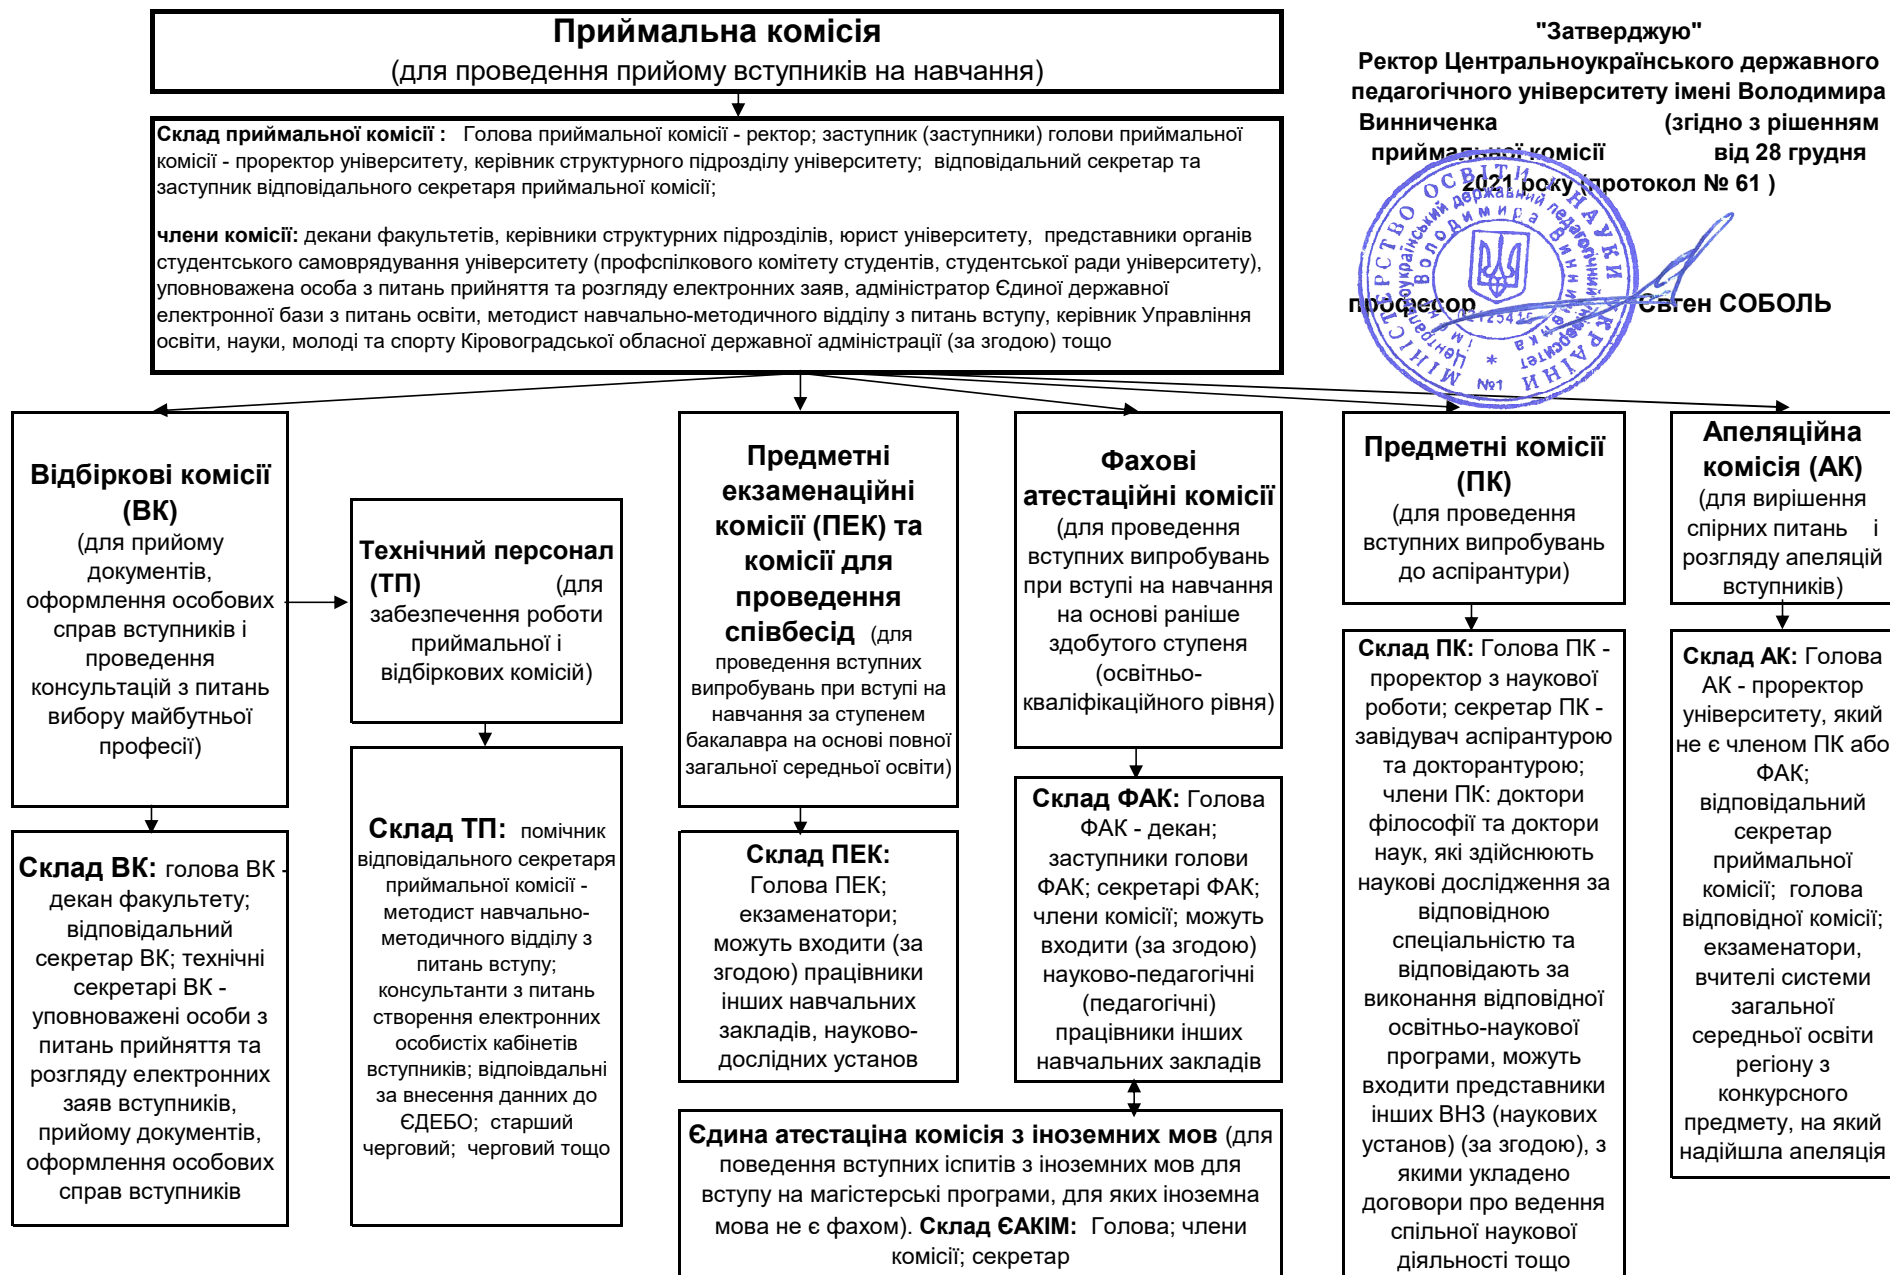 Приймальна комісія
(для проведення прийому вступників на навчання)
"Затверджую"
Ректор Центральноукраїнського державного
педагогічного університету імені Володимира
Винниченка (згідно з рішенням
приймальної комісії від 28 грудня
2021 року (протокол № 61 )
професор Євген СОБОЛЬ
МІНІСТЕРСТВО ОСВІТИ І НАУКИ УКРАЇНИ
Центральноукраїнський державний педагогічний університет
імені Володимира Винниченка
№1
Склад приймальної комісії : Голова приймальної комісії - ректор; заступник (заступники) голови приймальної
комісії - проректор університету, керівник структурного підрозділу університету; відповідальний секретар та
заступник відповідального секретаря приймальної комісії;
члени комісії: декани факультетів, керівники структурних підрозділів, юрист університету, представники органів
студентського самоврядування університету (профспілкового комітету студентів, студентської ради університету),
уповноважена особа з питань прийняття та розгляду електронних заяв, адміністратор Єдиної державної
електронної бази з питань освіти, методист навчально-методичного відділу з питань вступу, керівник Управління
освіти, науки, молоді та спорту Кіровоградської обласної державної адміністрації (за згодою) тощо
Відбіркові комісії
(ВК)
(для прийому
документів,
оформлення особових
справ вступників і
проведення
консультацій з питань
вибору майбутньої
професії)
Склад ВК: голова ВК -
декан факультету;
відповідальний
секретар ВК; технічні
секретарі ВК -
уповноважені особи з
питань прийняття та
розгляду електронних
заяв вступників,
прийому документів,
оформлення особових
справ вступників
Технічний персонал
(ТП) (для
забезпечення роботи
приймальної і
відбіркових комісій)
Склад ТП: помічник
відповідального секретаря
приймальної комісії -
методист навчально-
методичного відділу з
питань вступу;
консультанти з питань
створення електронних
особистіх кабінетів
вступників; відпоівдальні
за внесення данних до
ЄДЕБО; старший
черговий; черговий тощо
Предметні
екзаменаційні
комісії (ПЕК) та
комісії для
проведення
співбесід (для
проведення вступних
випробувань при вступі на
навчання за ступенем
бакалавра на основі повної
загальної середньої освіти)
Склад ПЕК:
Голова ПЕК;
екзаменатори;
можуть входити (за
згодою) працівники
інших навчальних
закладів, науково-
дослідних установ
Фахові
атестаційні комісії
(для проведення
вступних випробувань
при вступі на навчання
на основі раніше
здобутого ступеня
(освітньо-
кваліфікаційного рівня)
Склад ФАК: Голова
ФАК - декан;
заступники голови
ФАК; секретарі ФАК;
члени комісії; можуть
входити (за згодою)
науково-педагогічні
(педагогічні)
працівники інших
навчальних закладів
Єдина атестаціна комісія з іноземних мов (для
поведення вступних іспитів з іноземних мов для
вступу на магістерські програми, для яких іноземна
мова не є фахом). Склад ЄАКІМ: Голова; члени
комісії; секретар
Предметні комісії
(ПК)
(для проведення
вступних випробувань
до аспірантури)
Склад ПК: Голова ПК -
проректор з наукової
роботи; секретар ПК -
завідувач аспірантурою
та докторантурою;
члени ПК: доктори
філософії та доктори
наук, які здійснюють
наукові дослідження за
відповідною
спеціальністю та
відповідають за
виконання відповідної
освітньо-наукової
програми, можуть
входити представники
інших ВНЗ (наукових
установ) (за згодою), з
якими укладено
договори про ведення
спільної наукової
діяльності тощо
Апеляційна
комісія (АК)
(для вирішення
спірних питань і
розгляду апеляцій
вступників)
Склад АК: Голова
АК - проректор
університету, який
не є членом ПК або
ФАК;
відповідальний
секретар
приймальної
комісії; голова
відповідної комісії;
екзаменатори,
вчителі системи
загальної
середньої освіти
регіону з
конкурсного
предмету, на який
надійшла апеляція